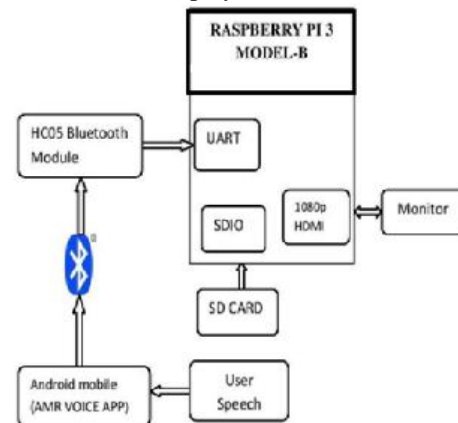 RASPBERRY PI 3
MODEL-B
HC05 Bluetooth
Module
UART
SDIO
1080p
HDMI
Monitor
SD CARD
Android mobile
(AMR VOICE APP)
User
Speech